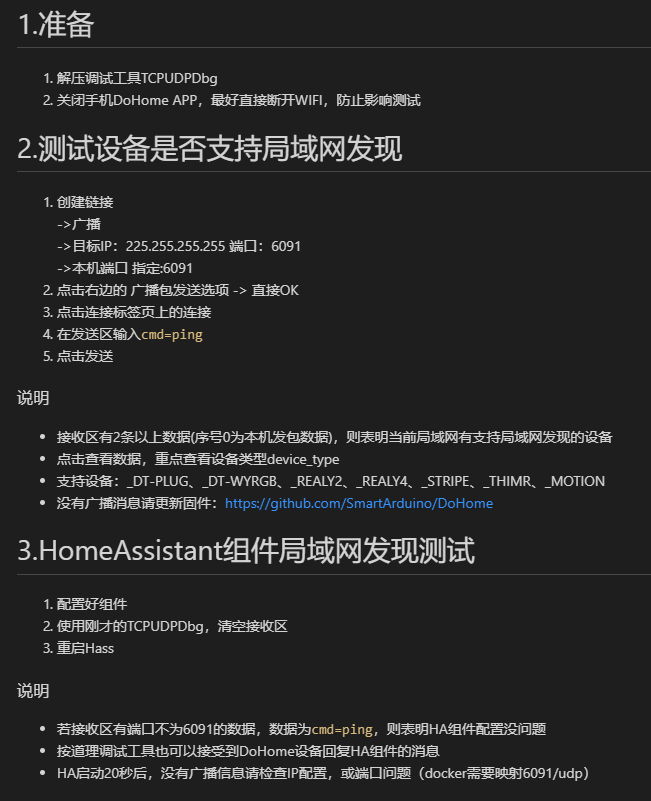 1.准备
1. 解压调试工具TCPUDPDbg
2. 关闭手机DoHome APP，最好直接断开WIFI，防止影响测试
2.测试设备是否支持局域网发现
1. 创建链接
->广播
->目标IP：225.255.255.255 端口：6091
->本机端口 指定:6091
2. 点击右边的 广播包发送选项 -> 直接OK
3. 点击连接标签页上的连接
4. 在发送区输入cmd=ping
5. 点击发送
说明
• 接收区有2条以上数据(序号0为本机发包数据)，则表明当前局域网有支持局域网发现的设备
• 点击查看数据，重点查看设备类型device_type
• 支持设备：_DT-PLUG、_DT-WYRGB、_REALY2、_REALY4、_STRIPE、_THIMR、_MOTION
• 没有广播消息请更新固件：https://github.com/SmartArduino/DoHome
3.HomeAssistant组件局域网发现测试
1. 配置好组件
2. 使用刚才的TCPUDPDbg，清空接收区
3. 重启Hass
说明
• 若接收区有端口不为6091的数据，数据为cmd=ping，则表明HA组件配置没问题
• 按道理调试工具也可以接受到DoHome设备回复HA组件的消息
• HA启动20秒后，没有广播信息请检查IP配置，或端口问题（docker需要映射6091/udp）